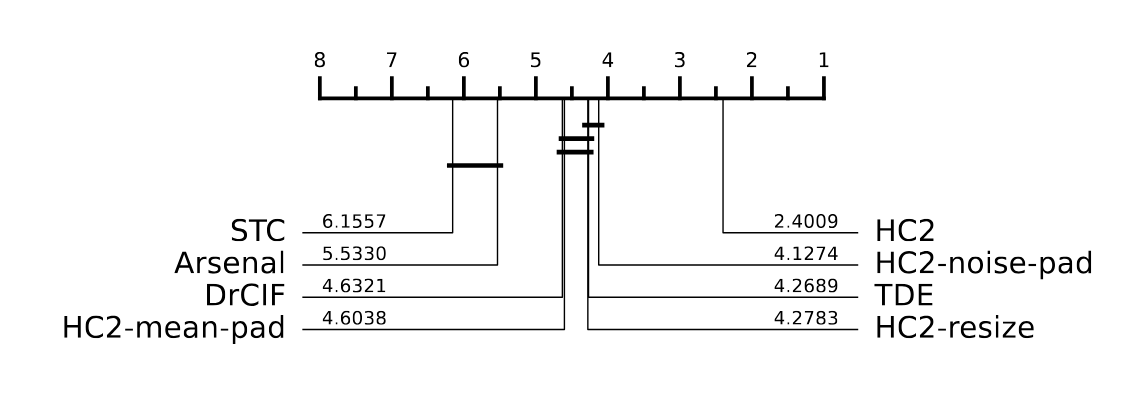 8 7 6 5 4 3 2 1
STC 6.1557 2.4009 HC2
Arsenal 5.5330 4.1274 HC2-noise-pad
DrCIF 4.6321 4.2689 TDE
HC2-mean-pad 4.6038 4.2783 HC2-resize